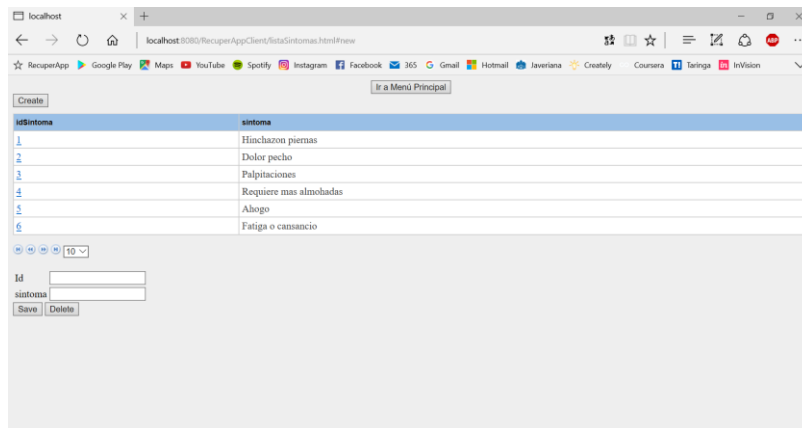 localhost
localhost:8080/RecuperAppClient/listaSintomas.html#new
RecuperApp Google Play Maps YouTube Spotify Instagram Facebook 365 Gmail Hotmail Javeriana Creately Coursera Taringa InVision
Ir a Menú Principal
Create
idSintoma sintoma
1 Hinchazon piernas
2 Dolor pecho
3 Palpitaciones
4 Requiere mas almohadas
5 Ahogo
6 Fatiga o cansancio
10
Id
sintoma
Save Delete